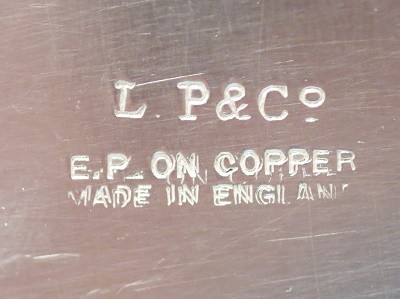 L. P & Co
E.P. ON COPPER
MADE IN ENGLAND